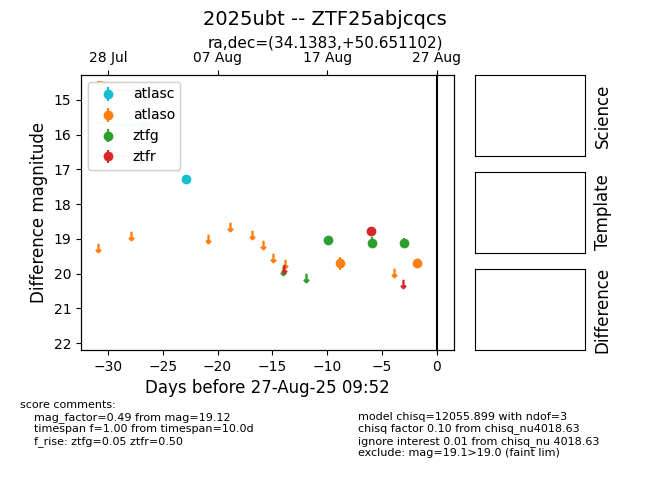 2025ubt -- ZTF25abjcqcs
ra,dec=(34.1383,+50.651102)
28 Jul
07 Aug
17 Aug
27 Aug
atlasc
atlaso
ztfg
ztfr
15
16
17
18
19
20
21
22
Difference magnitude
−30
−25
−20
−15
−10
−5
0
Days before 27-Aug-25 09:52
Science
Template
Difference
score comments:
mag_factor=0.49 from mag=19.12
timespan f=1.00 from timespan=10.0d
f_rise: ztfg=0.05 ztfr=0.50
model chisq=12055.899 with ndof=3
chisq factor 0.10 from chisq_nu4018.63
ignore interest 0.01 from chisq_nu 4018.63
exclude: mag=19.1>19.0 (faint lim)